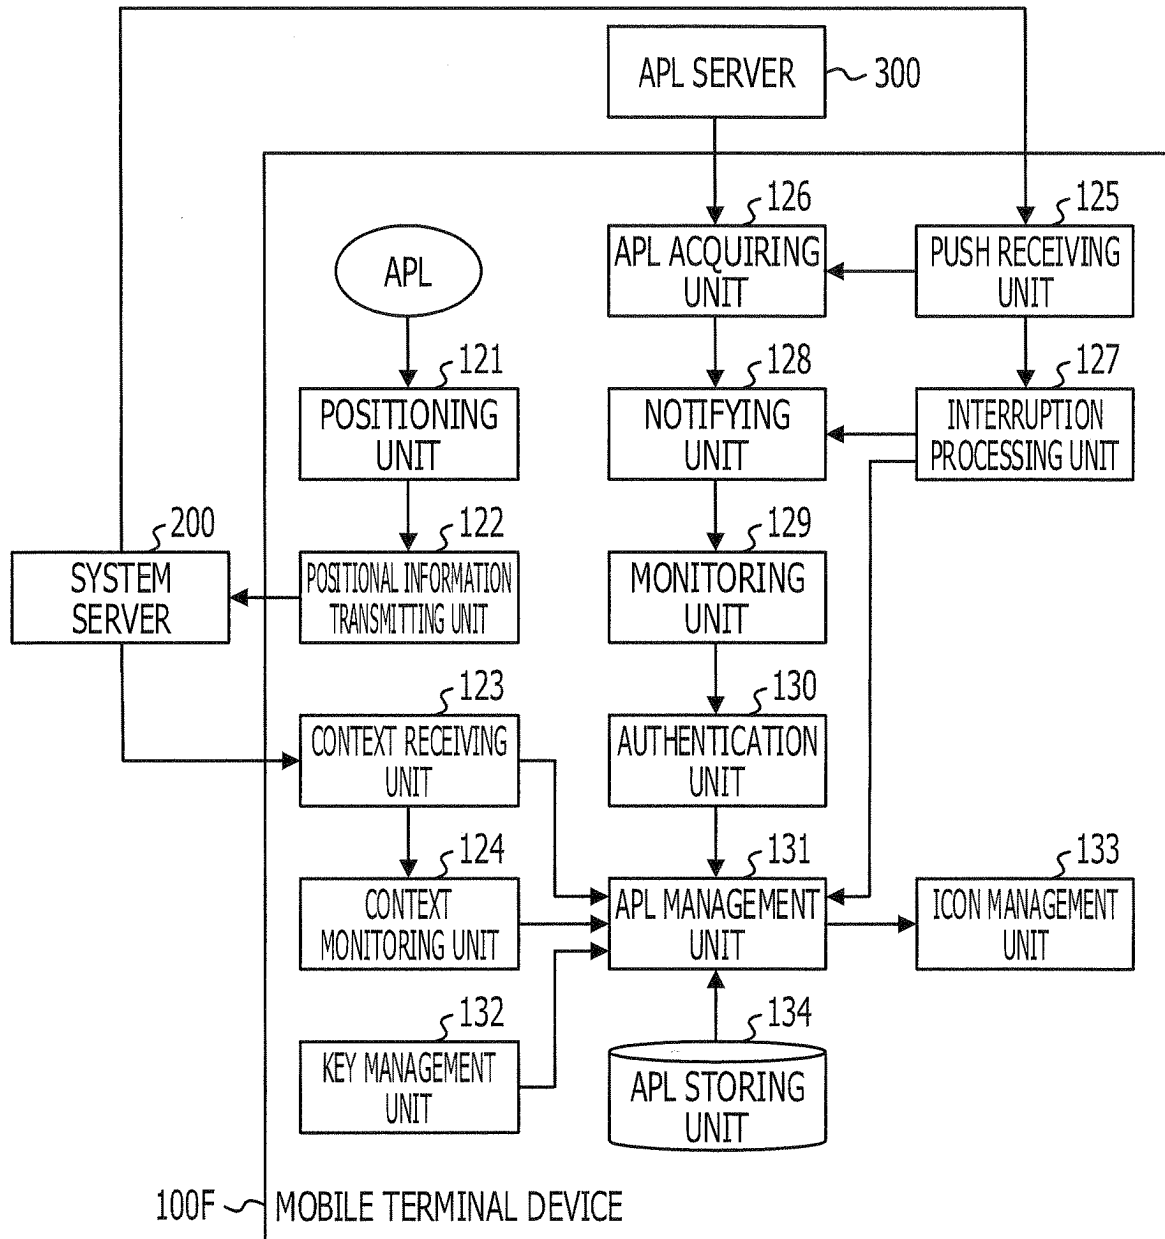 APL SERVER
300
126
125
APL
APL ACQUIRING
UNIT
PUSH RECEIVING
UNIT
121
128
127
POSITIONING
UNIT
NOTIFYING
UNIT
INTERRUPTION
PROCESSING UNIT
200
122
129
SYSTEM
SERVER
POSITIONAL INFORMATION
TRANSMITTING UNIT
MONITORING
UNIT
123
130
CONTEXT RECEIVING
UNIT
AUTHENTICATION
UNIT
124
131
133
CONTEXT
MONITORING UNIT
APL MANAGEMENT
UNIT
ICON MANAGEMENT
UNIT
132
134
KEY MANAGEMENT
UNIT
APL STORING
UNIT
100F
MOBILE TERMINAL DEVICE